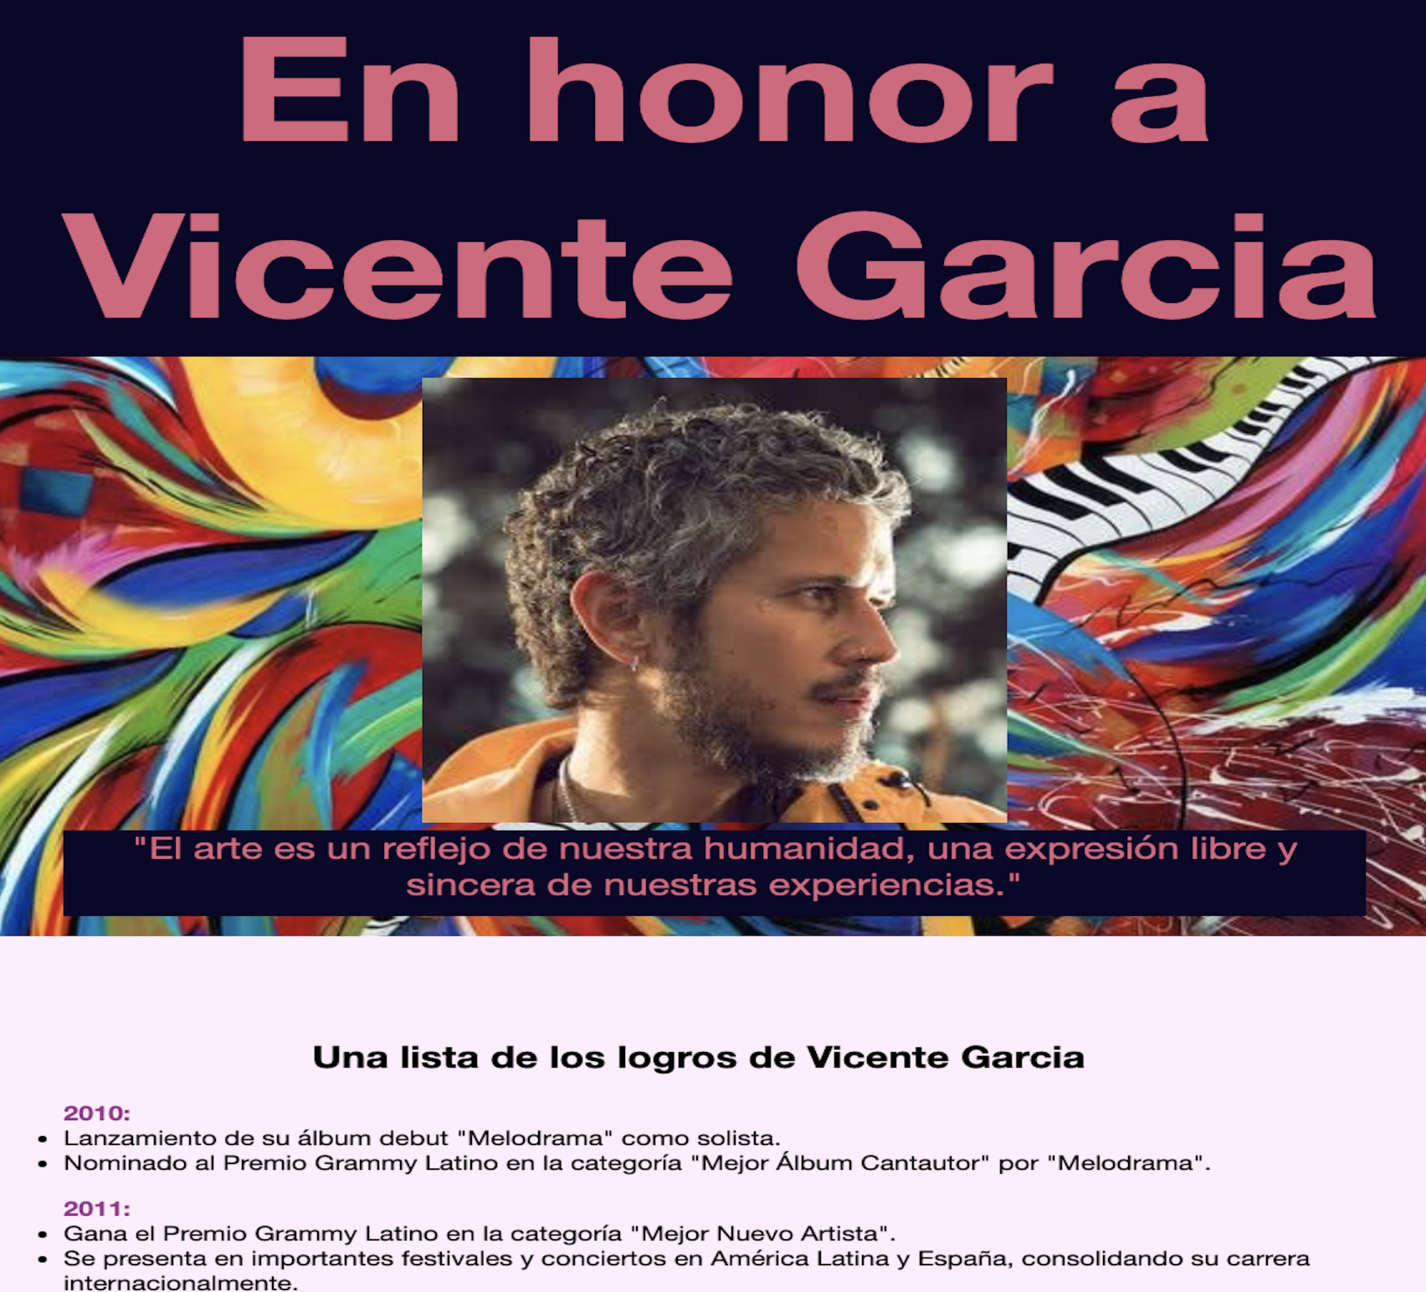 En honor a
Vicente Garcia
"El arte es un reflejo de nuestra humanidad, una expresión libre y
sincera de nuestras experiencias."
Una lista de los logros de Vicente Garcia
2010:
• Lanzamiento de su álbum debut "Melodrama" como solista.
• Nominado al Premio Grammy Latino en la categoría "Mejor Álbum Cantautor" por "Melodrama".
2011:
• Gana el Premio Grammy Latino en la categoría "Mejor Nuevo Artista".
• Se presenta en importantes festivales y conciertos en América Latina y España, consolidando su carrera
internacionalmente.